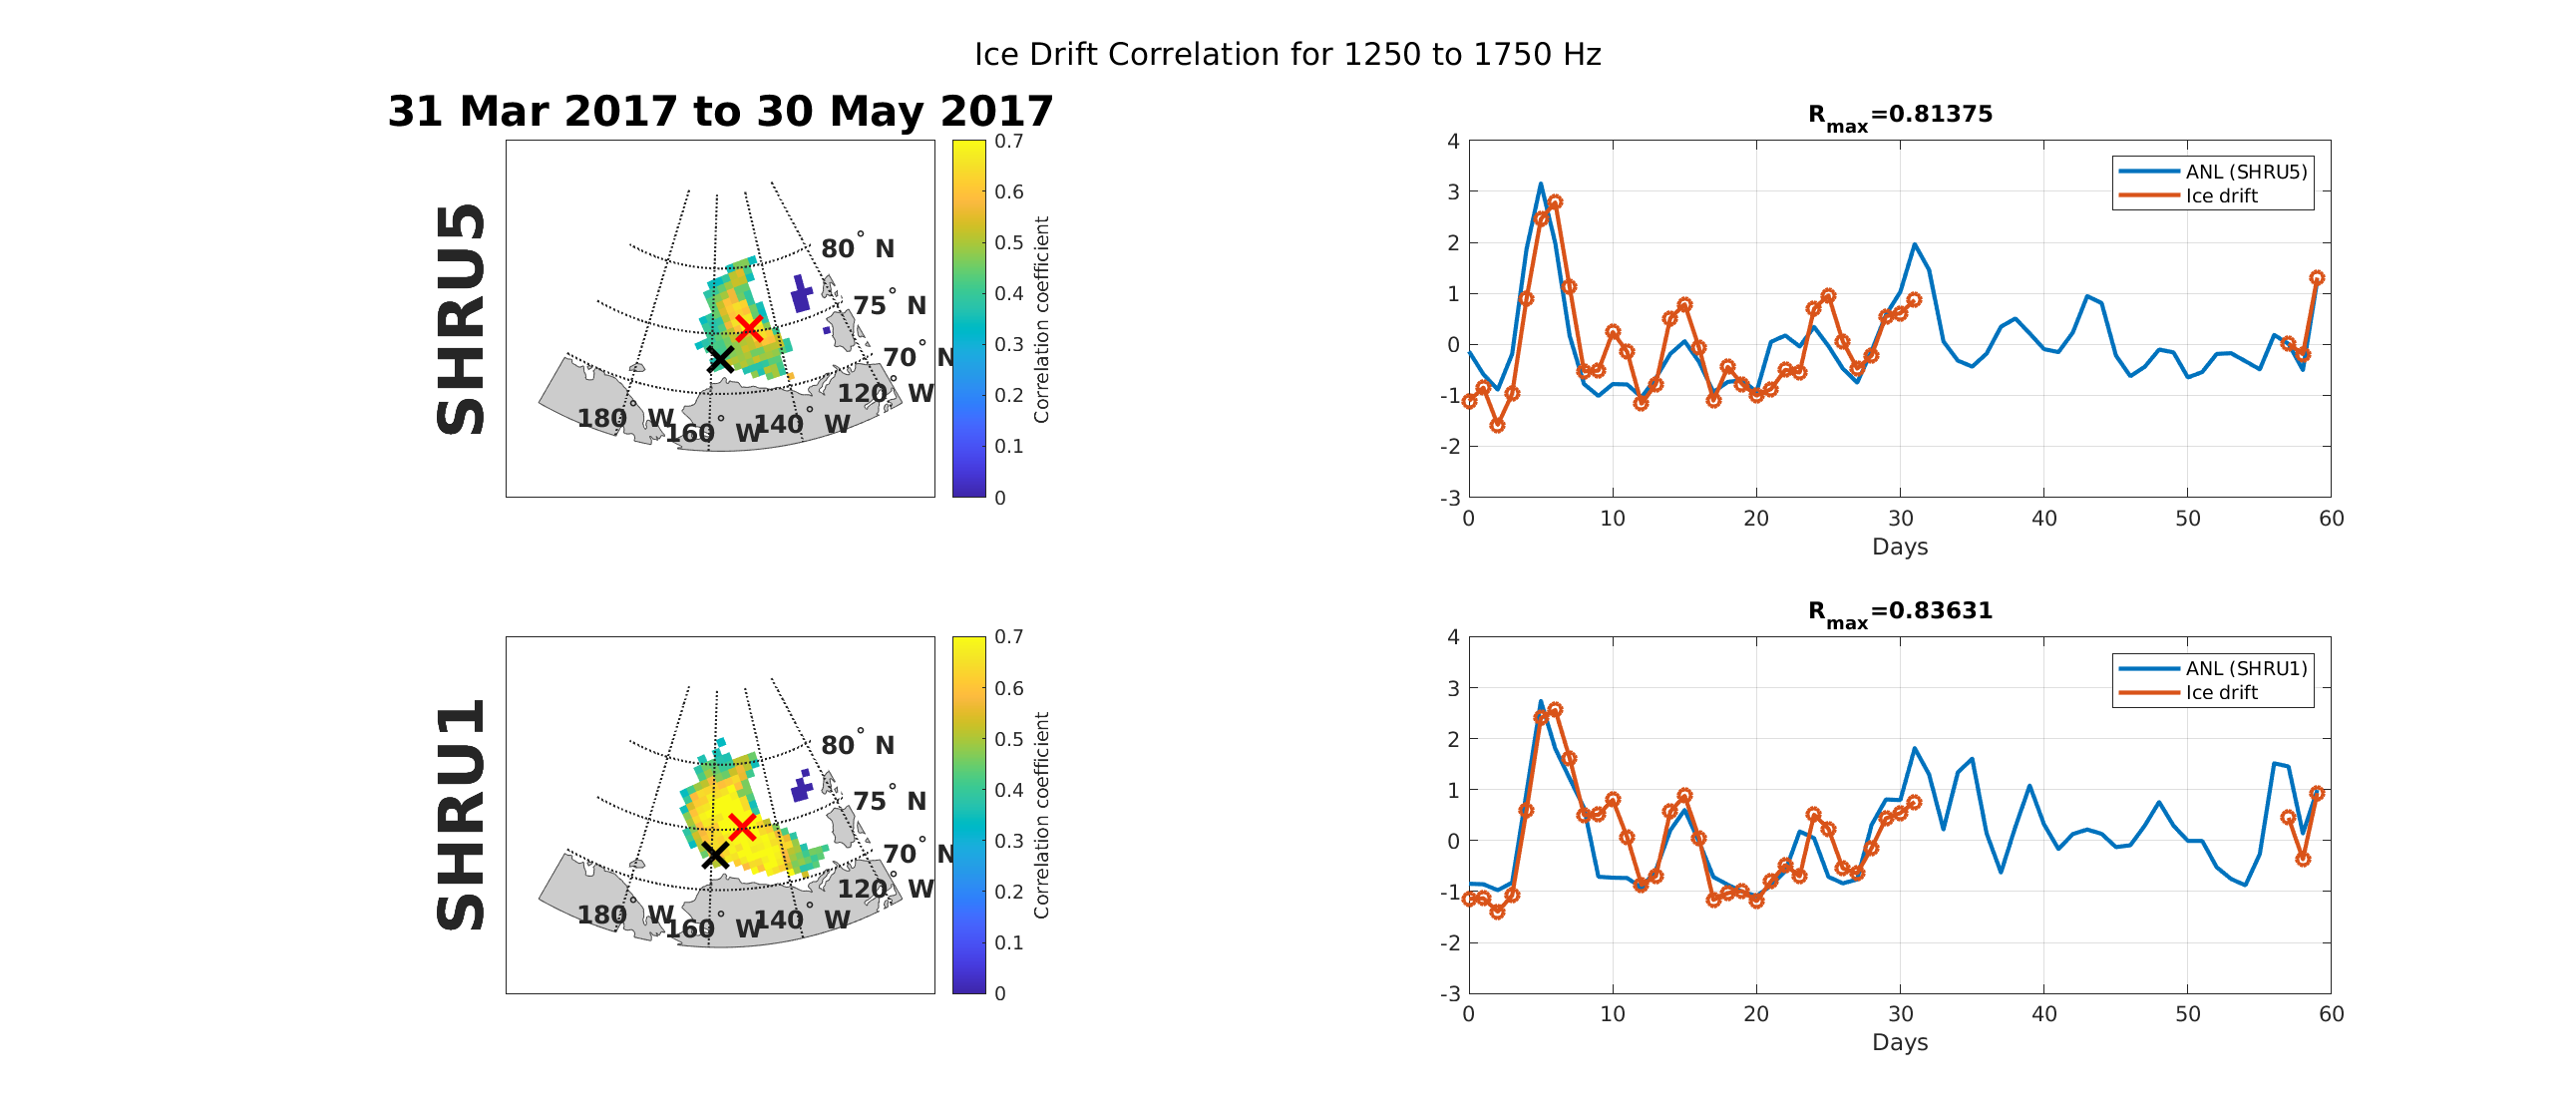 Ice Drift Correlation for 1250 to 1750 Hz
31 Mar 2017 to 30 May 2017
SHRU5
80° N
75° N
70° N
120° W
180° W
160° W
140° W
0.7
0.6
0.5
0.4
0.3
0.2
0.1
0
Correlation coefficient
Rmax=0.81375
4
3
2
1
0
-1
-2
-3
0 10 20 30 40 50 60
Days
ANL (SHRU5)
Ice drift
SHRU1
80° N
75° N
70° N
120° W
180° W
160° W
140° W
0.7
0.6
0.5
0.4
0.3
0.2
0.1
0
Correlation coefficient
Rmax=0.83631
4
3
2
1
0
-1
-2
-3
0 10 20 30 40 50 60
Days
ANL (SHRU1)
Ice drift